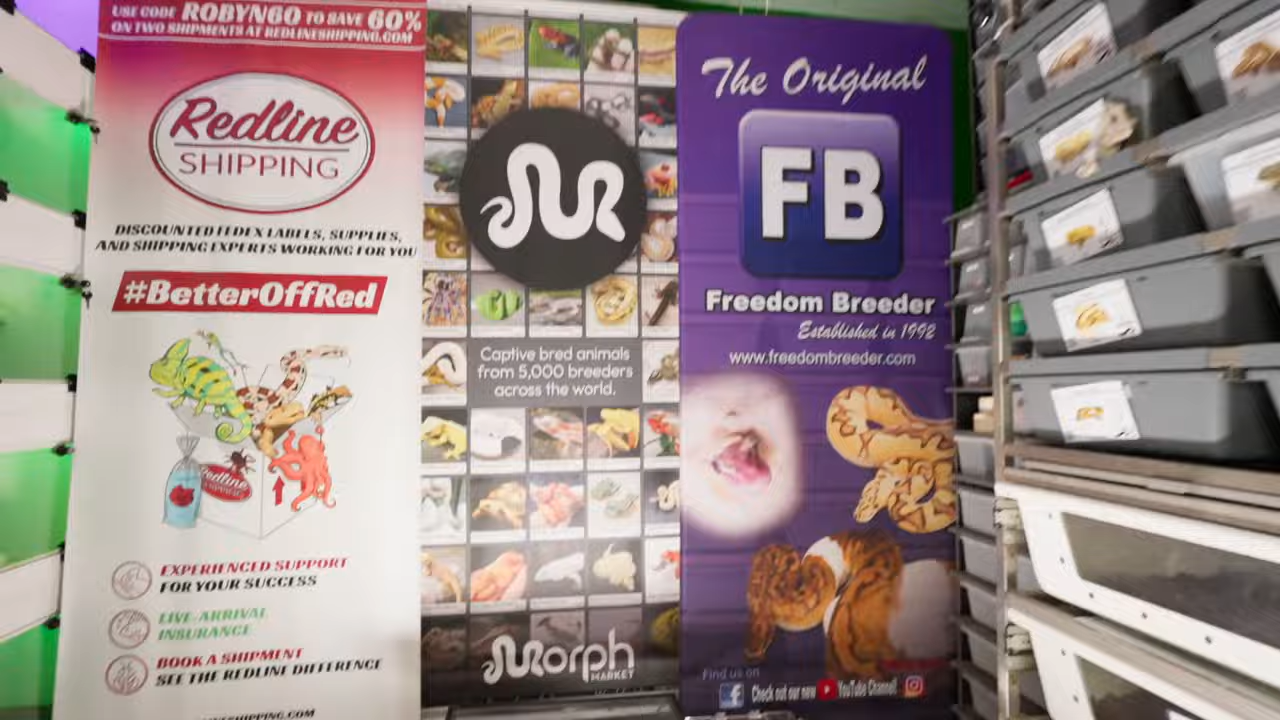 USE CODE ROBYN60 TO SAVE 60%
ON TWO SHIPMENTS AT REDLINESHIPPING.COM
Redline
SHIPPING
DISCOUNTED FEDEX LABELS, SUPPLIES,
AND SHIPPING EXPERTS WORKING FOR YOU
#BetterOffRed
Redline
SHIPPING
EXPERIENCED SUPPORT
FOR YOUR SUCCESS
LIVE-ARRIVAL
INSURANCE
BOOK A SHIPMENT
SEE THE REDLINE DIFFERENCE
Captive bred animals
from 5,000 breeders
across the world.
Morph
MARKET
The Original
FB
Freedom Breeder
Established in 1992
www.freedombreeder.com
Find us on
Check out our new YouTube Channel